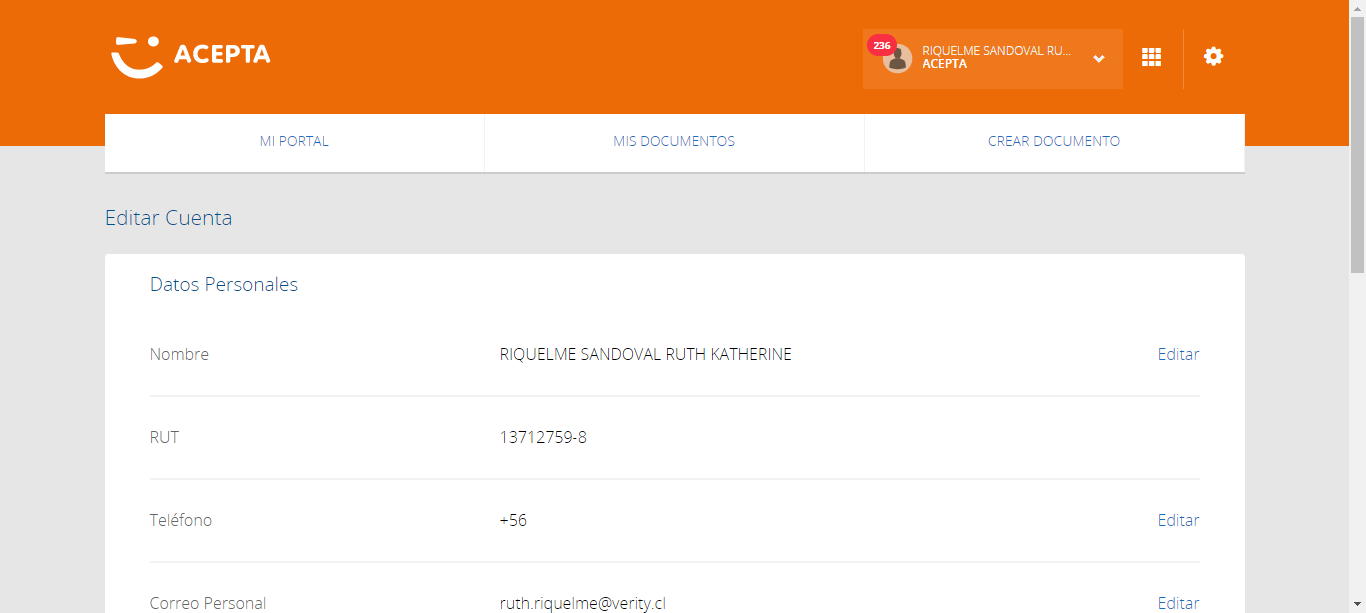 ACEPTA
236
RIQUELME SANDOVAL RU...
ACEPTA
MI PORTAL
MIS DOCUMENTOS
CREAR DOCUMENTO
Editar Cuenta
Datos Personales
Nombre RIQUELME SANDOVAL RUTH KATHERINE Editar
RUT 13712759-8
Teléfono +56 Editar
Correo Personal ruth.riquelme@verity.cl Editar